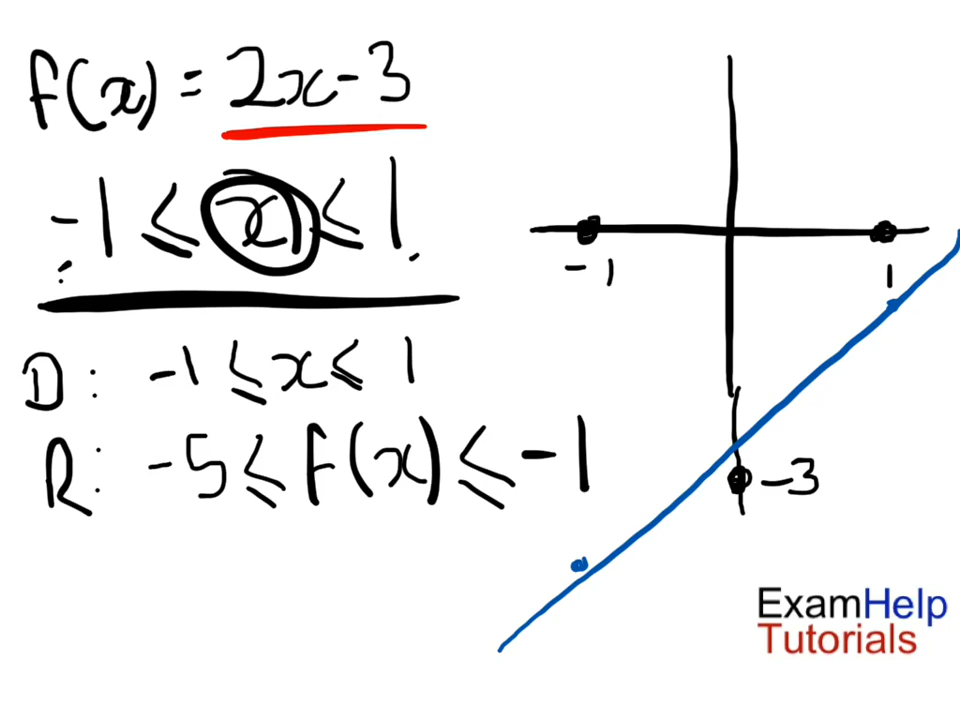 f(x) = 2x-3
-1 ≤ x ≤ 1
D: -1 ≤ x ≤ 1
R: -5 ≤ f(x) ≤ -1
-1
1
-3
ExamHelp
Tutorials